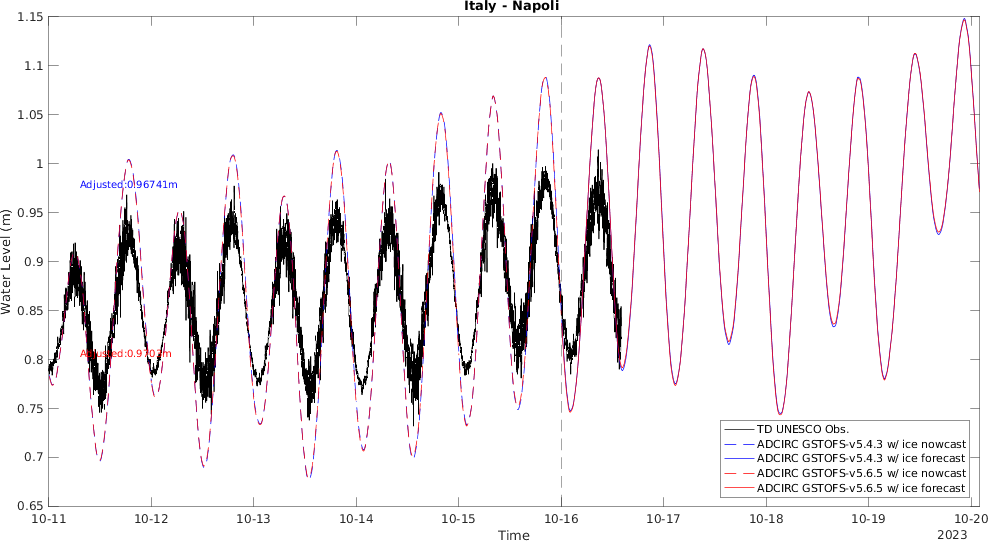 Italy - Napoli
1.15
1.1
1.05
1
0.95
0.9
0.85
0.8
0.75
0.7
0.65
Water Level (m)
Adjusted:0.96741m
Adjusted:0.9702m
TD UNESCO Obs.
ADCIRC GSTOFS-v5.4.3 w/ ice nowcast
ADCIRC GSTOFS-v5.4.3 w/ ice forecast
ADCIRC GSTOFS-v5.6.5 w/ ice nowcast
ADCIRC GSTOFS-v5.6.5 w/ ice forecast
10-11 10-12 10-13 10-14 10-15 10-16 10-17 10-18 10-19 10-20
Time
2023